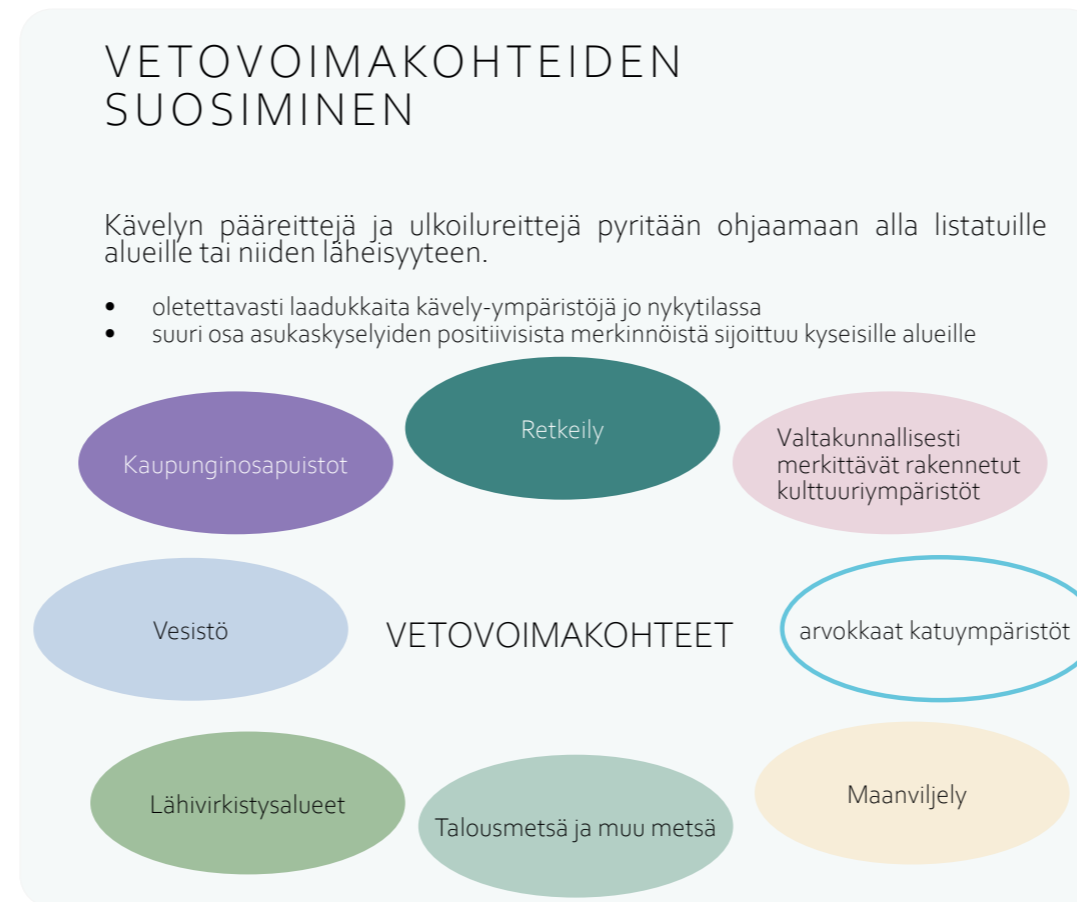 VETOVOIMAKOHTEIDEN
SUOSIMINEN
Kävelyn pääreittejä ja ulkoilureittejä pyritään ohjaamaan alla listatuille
alueille tai niiden läheisyyteen.
• oletettavasti laadukkaita kävely-ympäristöjä jo nykytilassa
• suuri osa asukaskyselyiden positiivisista merkinnöistä sijoittuu kyseisille alueille
Kaupunginosapuistot
Retkeily
Valtakunnallisesti
merkittävät rakennetut
kulttuuriympäristöt
Vesistö
VETOVOIMAKOHTEET
arvokkaat katuympäristöt
Lähivirkistysalueet
Talousmetsä ja muu metsä
Maanviljely